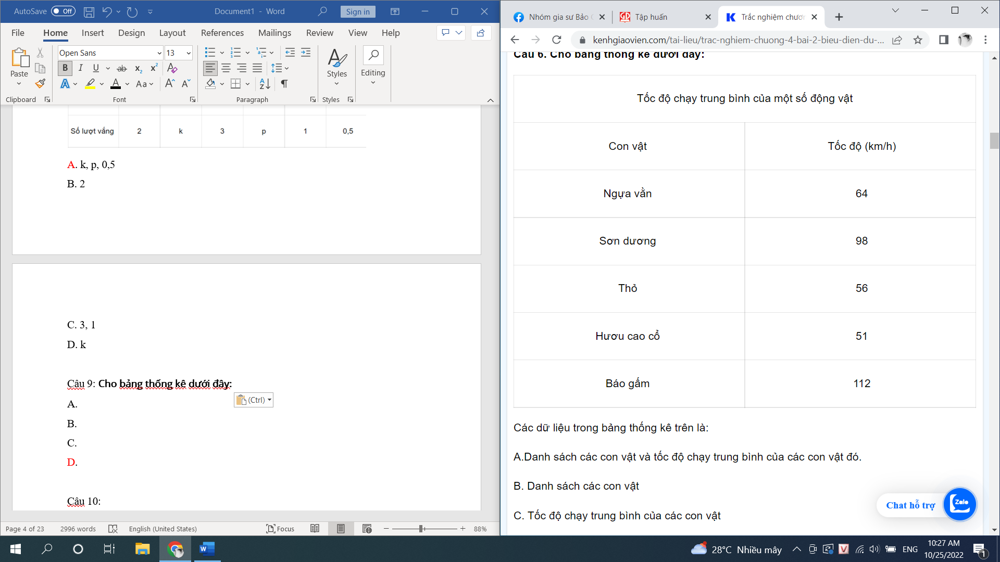 AutoSave Off Document1 - Word Sign in
File Home Insert Design Layout References Mailings Review View Help
Open Sans 13
Paste Styles Editing
Clipboard Font Paragraph Styles
Số lượt vắng 2 k 3 p 1 0,5
A. k, p, 0,5
B. 2
C. 3, 1
D. k
Câu 9: Cho bảng thống kê dưới đây:
(Ctrl)
A.
B.
C.
D.
Câu 10:
Page 4 of 23 2996 words English (United States) Focus 88%
Nhóm gia sư Bảo Tập huấn Trắc nghiệm chươn
kenhgiaovien.com/tai-lieu/trac-nghiem-chuong-4-bai-2-bieu-dien-du-...
Câu 6. Cho bảng thống kê dưới đây:
Tốc độ chạy trung bình của một số động vật
Con vật Tốc độ (km/h)
Ngựa vằn 64
Sơn dương 98
Thỏ 56
Hươu cao cổ 51
Báo gấm 112
Các dữ liệu trong bảng thống kê trên là:
A.Danh sách các con vật và tốc độ chạy trung bình của các con vật đó.
B. Danh sách các con vật
C. Tốc độ chạy trung bình của các con vật
Chat hỗ trợ Zalo
28°C Nhiều mây ENG 10:27 AM
10/25/2022 1